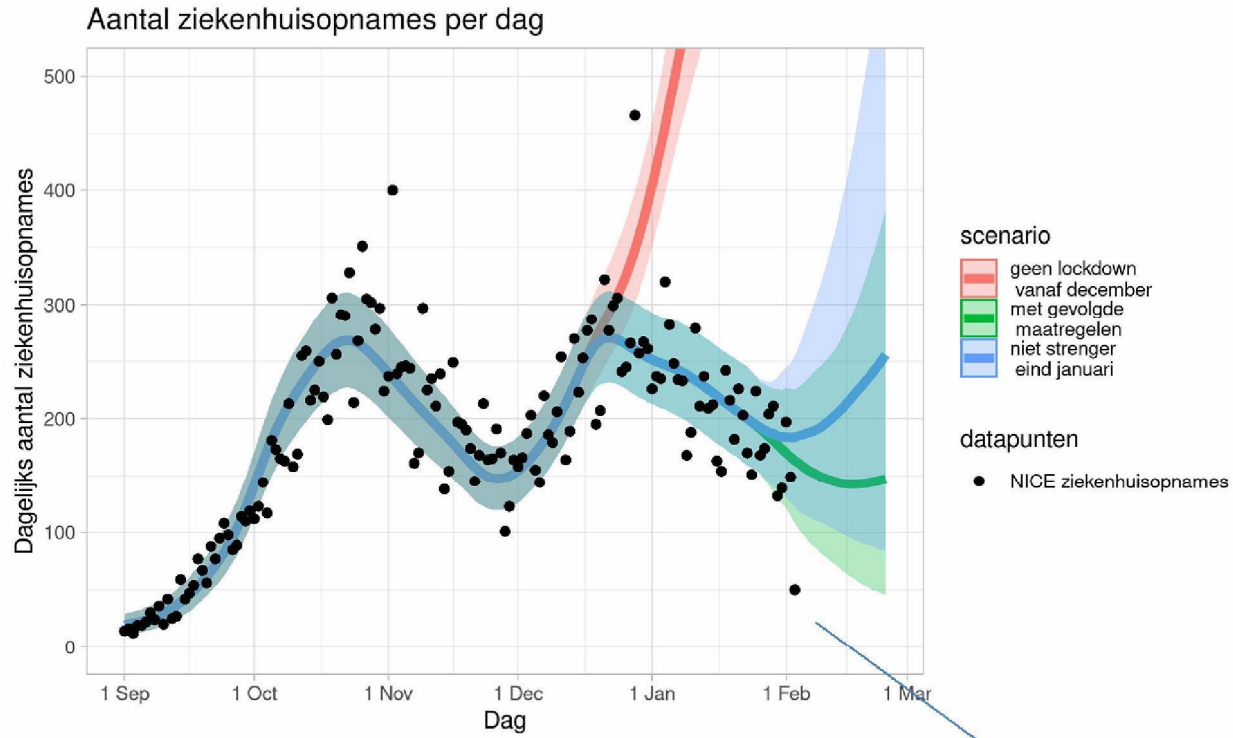 Aantal ziekenhuisopnames per dag
Dagelijks aantal ziekenhuisopnames
500
400
300
200
100
0
1 Sep
1 Oct
1 Nov
1 Dec
1 Jan
1 Feb
1 Mar
Dag
scenario
geen lockdown
vanaf december
met gevolgde
maatregelen
niet strenger
eind januari
datapunten
NICE ziekenhuisopnames